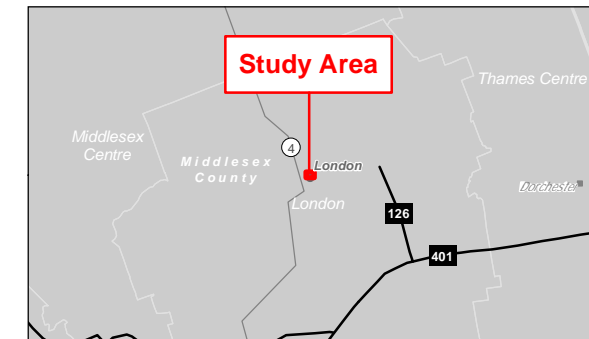 Study Area
Thames Centre
Middlesex
Centre
4
Middlesex
County
London
Dorchester
London
126
401